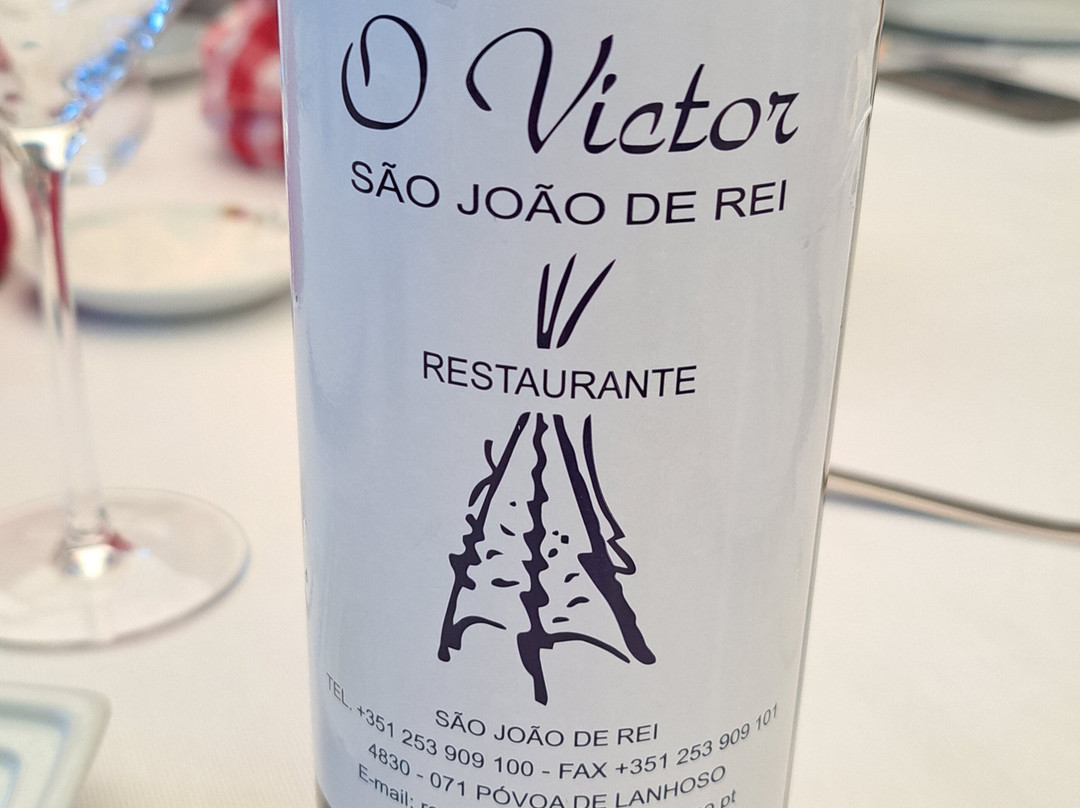 O Victor
SÃO JOÃO DE REI
RESTAURANTE
SÃO JOÃO DE REI
TEL. +351 253 909 100 - FAX +351 253 909 101
4830 - 071 PÓVOA DE LANHOSO
E-mail: